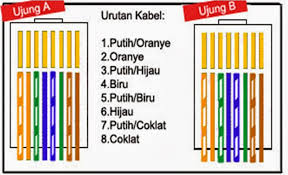 Ujung A
Urutan Kabel:
Ujung B
1.Putih/Oranye
2.Oranye
3.Putih/Hijau
4.Biru
5.Putih/Biru
6.Hijau
7.Putih/Coklat
8.Coklat